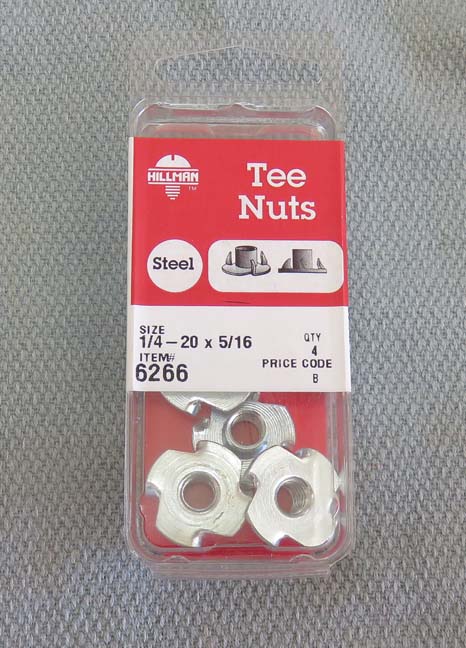 HILLMAN
TM
Tee
Nuts
Steel
SIZE
1/4–20 x 5/16
ITEM#
6266
QTY
4
PRICE CODE
B